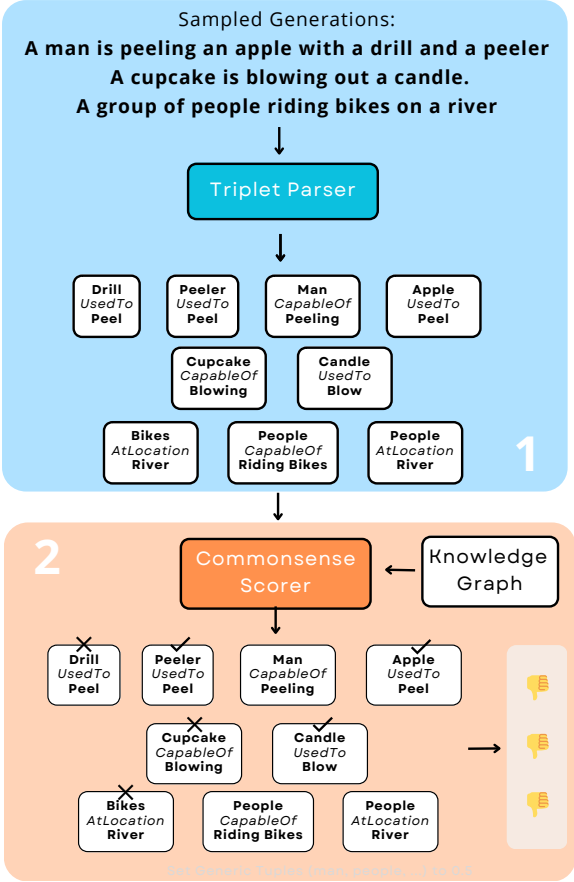 Sampled Generations:
A man is peeling an apple with a drill and a peeler
A cupcake is blowing out a candle.
A group of people riding bikes on a river
Triplet Parser
Drill
UsedTo
Peel
Peeler
UsedTo
Peel
Man
CapableOf
Peeling
Apple
UsedTo
Peel
Cupcake
CapableOf
Blowing
Candle
UsedTo
Blow
Bikes
AtLocation
River
People
CapableOf
Riding Bikes
People
AtLocation
River
1
2
Commonsense
Scorer
Knowledge
Graph
Drill
UsedTo
Peel
Peeler
UsedTo
Peel
Man
CapableOf
Peeling
Apple
UsedTo
Peel
Cupcake
CapableOf
Blowing
Candle
UsedTo
Blow
Bikes
AtLocation
River
People
CapableOf
Riding Bikes
People
AtLocation
River